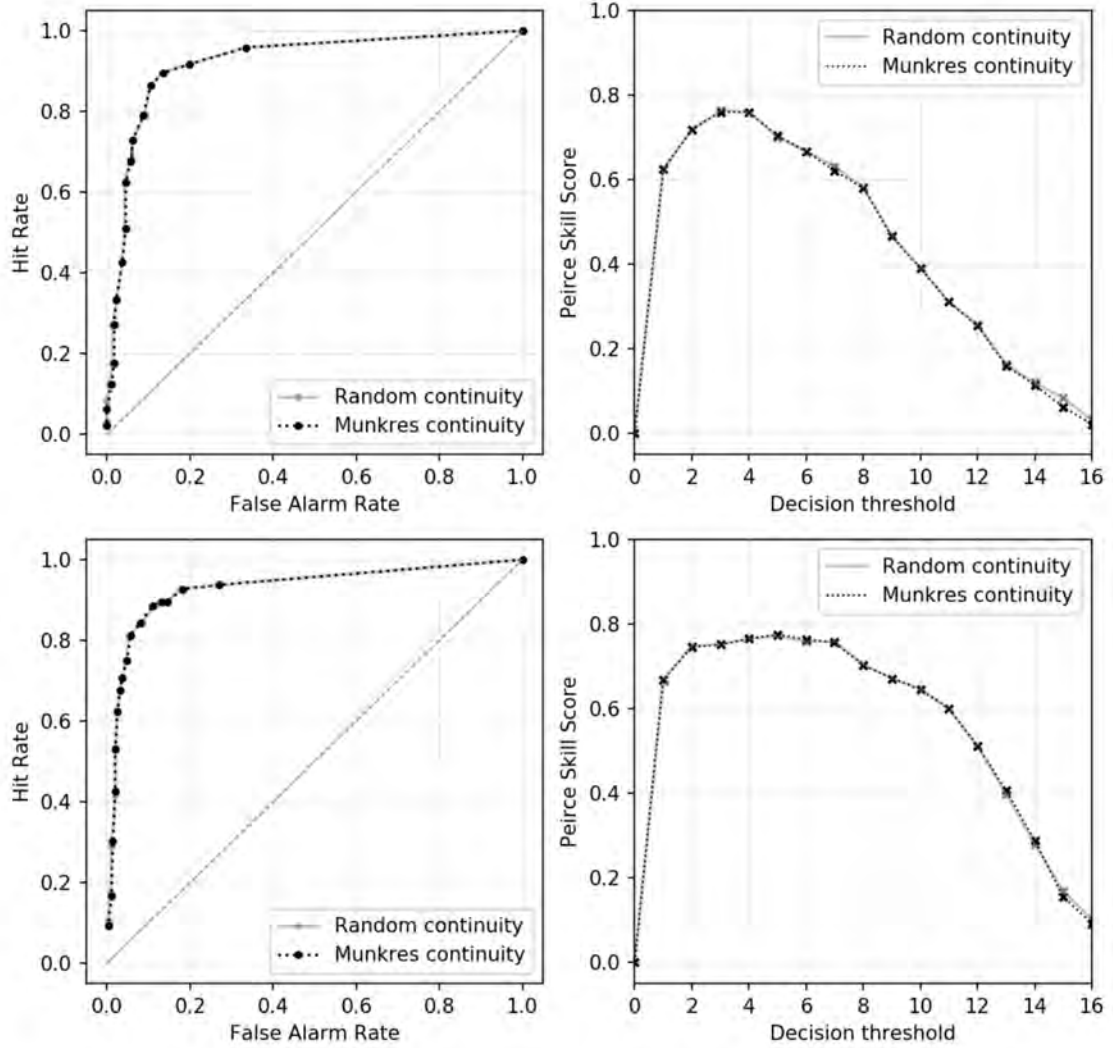 1.0
0.8
0.6
0.4
0.2
0.0
Hit Rate
Random continuity
Munkres continuity
0.0 0.2 0.4 0.6 0.8 1.0
False Alarm Rate
1.0
0.8
0.6
0.4
0.2
0.0
Peirce Skill Score
Random continuity
Munkres continuity
0 2 4 6 8 10 12 14 16
Decision threshold
1.0
0.8
0.6
0.4
0.2
0.0
Hit Rate
Random continuity
Munkres continuity
0.0 0.2 0.4 0.6 0.8 1.0
False Alarm Rate
1.0
0.8
0.6
0.4
0.2
0.0
Peirce Skill Score
Random continuity
Munkres continuity
0 2 4 6 8 10 12 14 16
Decision threshold